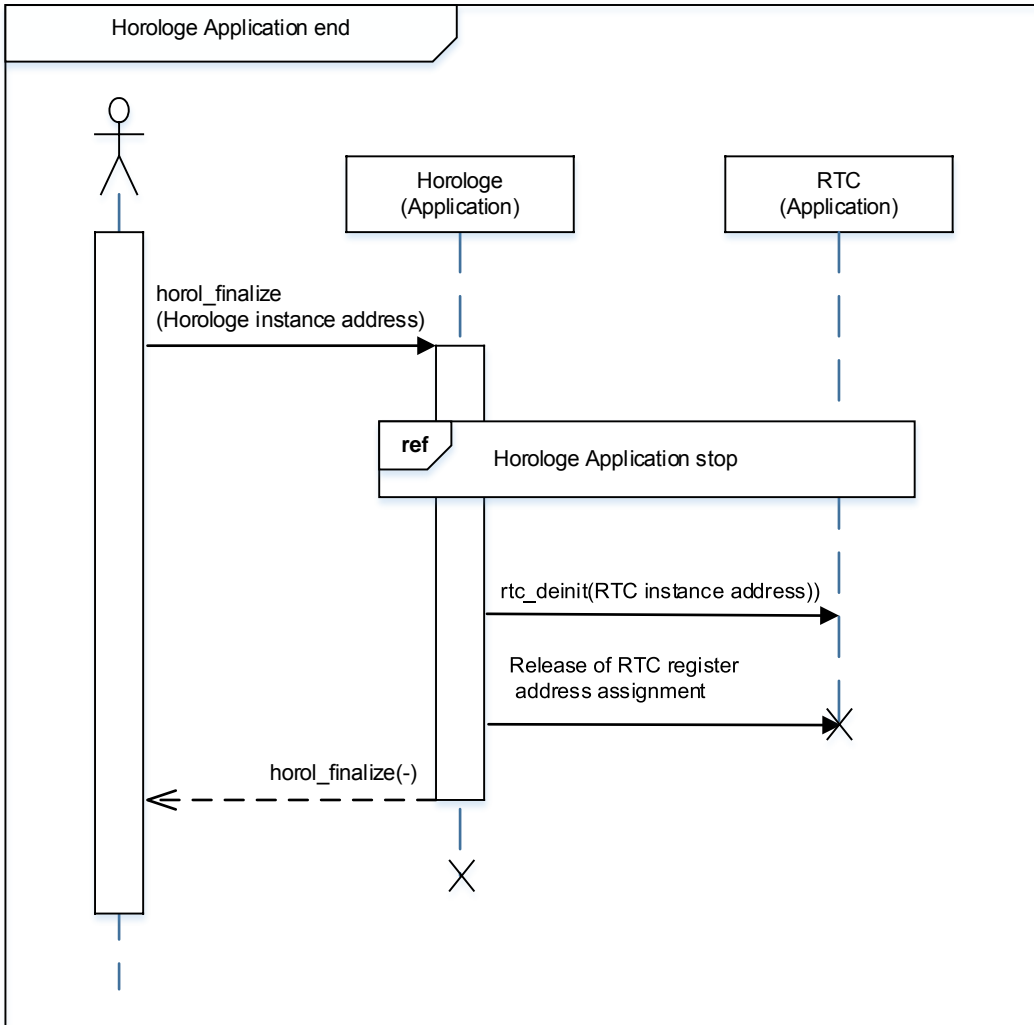 Horologe Application end
Horologe
(Application)
RTC
(Application)
horol_finalize
(Horologe instance address)
ref
Horologe Application stop
rtc_deinit(RTC instance address))
Release of RTC register
address assignment
horol_finalize(-)